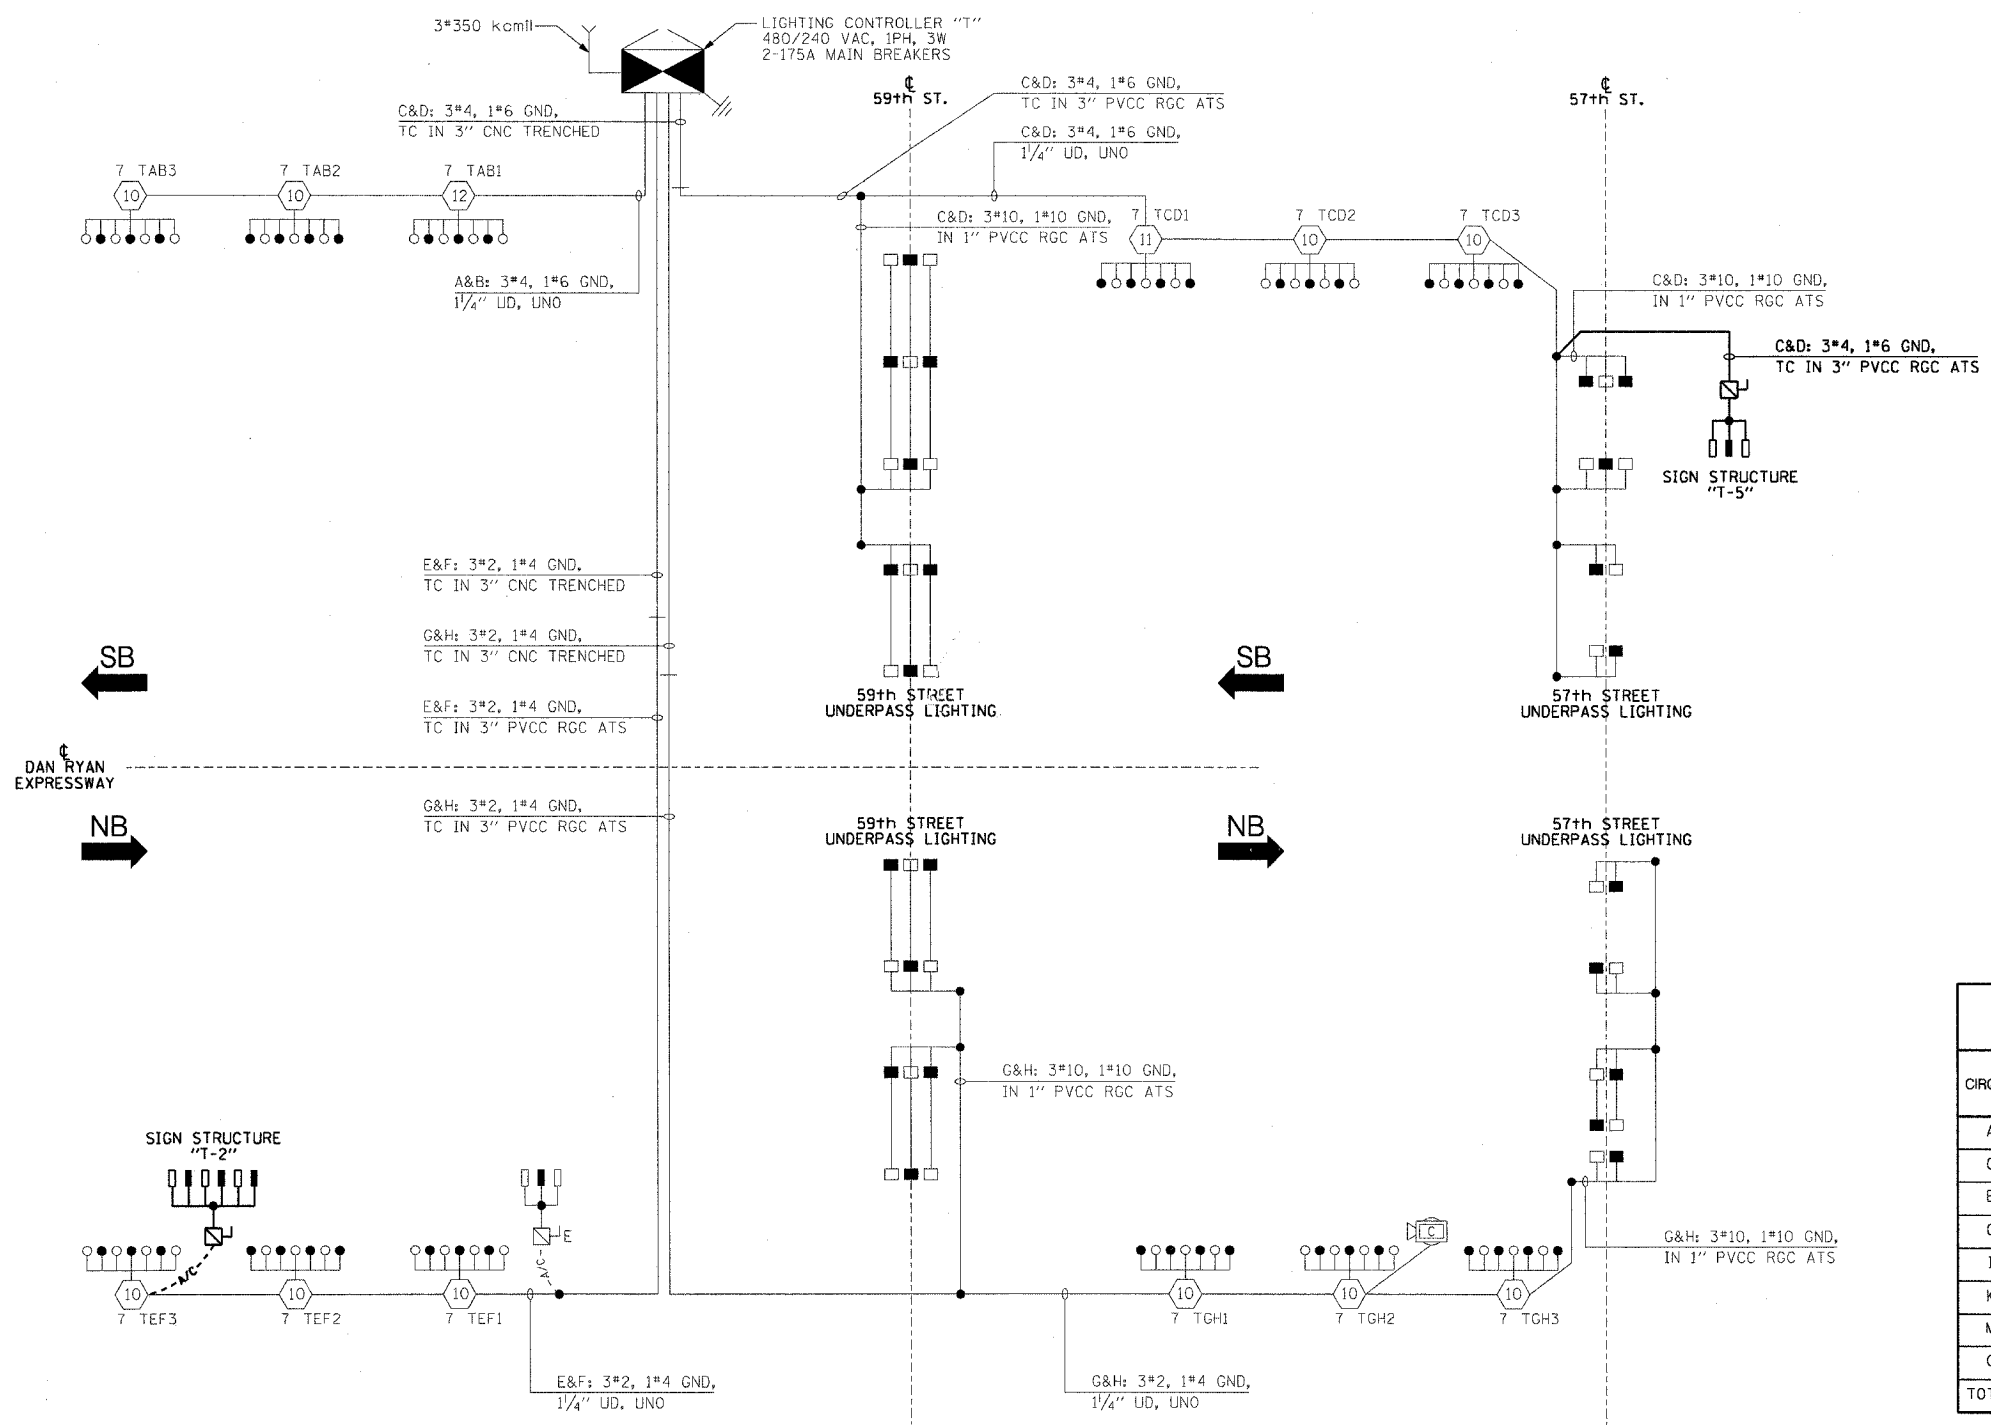 3#350 kcmil
LIGHTING CONTROLLER "T"
480/240 VAC, 1PH, 3W
2-175A MAIN BREAKERS
C&D: 3#4, 1#6 GND,
TC IN 3" CNC TRENCHED
℄
59th ST.
C&D: 3#4, 1#6 GND,
TC IN 3" PVCC RGC ATS
C&D: 3#4, 1#6 GND,
1¼" UD, UNO
℄
57th ST.
7 TAB3
10
7 TAB2
10
7 TAB1
12
A&B: 3#4, 1#6 GND,
1¼" UD, UNO
C&D: 3#10, 1#10 GND,
IN 1" PVCC RGC ATS
7 TCD1
11
7 TCD2
10
7 TCD3
10
C&D: 3#10, 1#10 GND,
IN 1" PVCC RGC ATS
C&D: 3#4, 1#6 GND,
TC IN 3" PVCC RGC ATS
SIGN STRUCTURE
"T-5"
E&F: 3#2, 1#4 GND,
TC IN 3" CNC TRENCHED
G&H: 3#2, 1#4 GND,
TC IN 3" CNC TRENCHED
E&F: 3#2, 1#4 GND,
TC IN 3" PVCC RGC ATS
SB
SB
59th STREET
UNDERPASS LIGHTING
57th STREET
UNDERPASS LIGHTING
℄
DAN RYAN
EXPRESSWAY
G&H: 3#2, 1#4 GND,
TC IN 3" PVCC RGC ATS
NB
NB
59th STREET
UNDERPASS LIGHTING
57th STREET
UNDERPASS LIGHTING
G&H: 3#10, 1#10 GND,
IN 1" PVCC RGC ATS
SIGN STRUCTURE
"T-2"
A/C
E
A/C
10
7 TEF3
10
7 TEF2
10
7 TEF1
C
10
7 TGH1
10
7 TGH2
10
7 TGH3
G&H: 3#10, 1#10 GND,
IN 1" PVCC RGC ATS
E&F: 3#2, 1#4 GND,
1¼" UD, UNO
G&H: 3#2, 1#4 GND,
1¼" UD, UNO